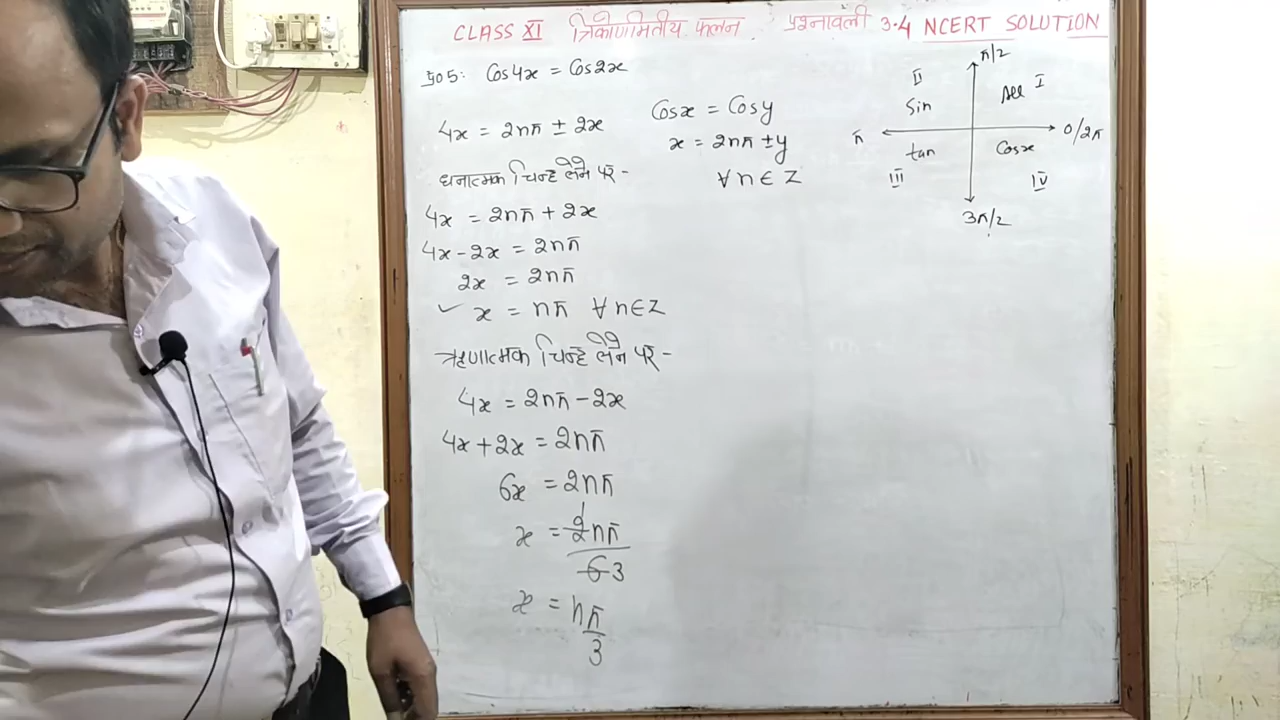 CLASS XI त्रिकोणमितीय फलन प्रश्नावली 3.4 NCERT SOLUTION
प्र०5: Cos4x = Cos2x
4x = 2nπ ± 2x
धनात्मक चिन्ह लेने पर -
4x = 2nπ + 2x
4x - 2x = 2nπ
2x = 2nπ
✓ x = nπ ∀ n∈Z
ऋणात्मक चिन्ह लेने पर -
4x = 2nπ - 2x
4x + 2x = 2nπ
6x = 2nπ
x = 2nπ/6 1 3
x = nπ/3
Cosx = Cosy
x = 2nπ ± y
∀ n ∈ Z
π/2
II All I
Sin
π 0/2π
tan Cosx
III IV
3π/2